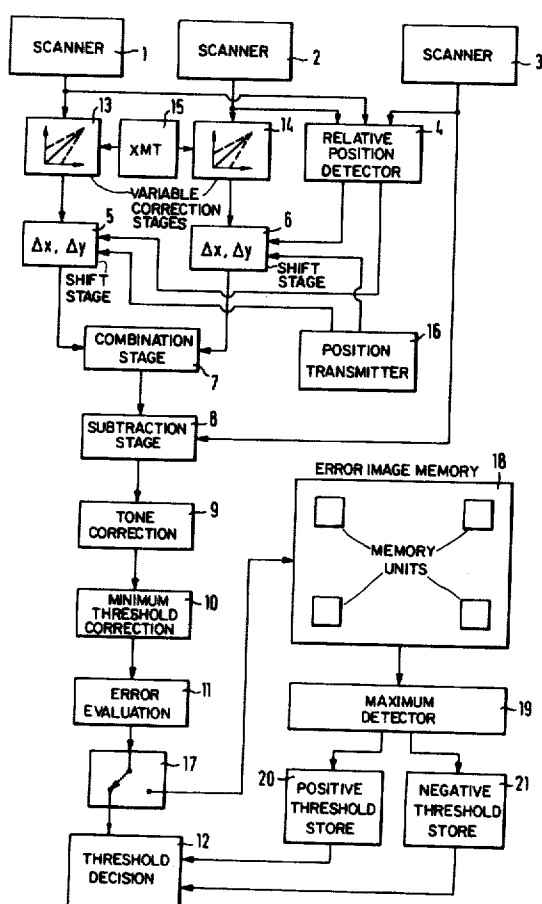 SCANNER
1
SCANNER
2
SCANNER
3
13
15
XMT
14
RELATIVE
POSITION
DETECTOR
4
VARIABLE
CORRECTION
STAGES
5
Δx, Δy
SHIFT
STAGE
6
Δx, Δy
SHIFT
STAGE
COMBINATION
STAGE
7
POSITION
TRANSMITTER
16
8
SUBTRACTION
STAGE
TONE
CORRECTION
9
MINIMUM
THRESHOLD
CORRECTION
10
ERROR
EVALUATION
11
17
12
THRESHOLD
DECISION
ERROR IMAGE MEMORY
18
MEMORY
UNITS
MAXIMUM
DETECTOR
19
20
POSITIVE
THRESHOLD
STORE
21
NEGATIVE
THRESHOLD
STORE